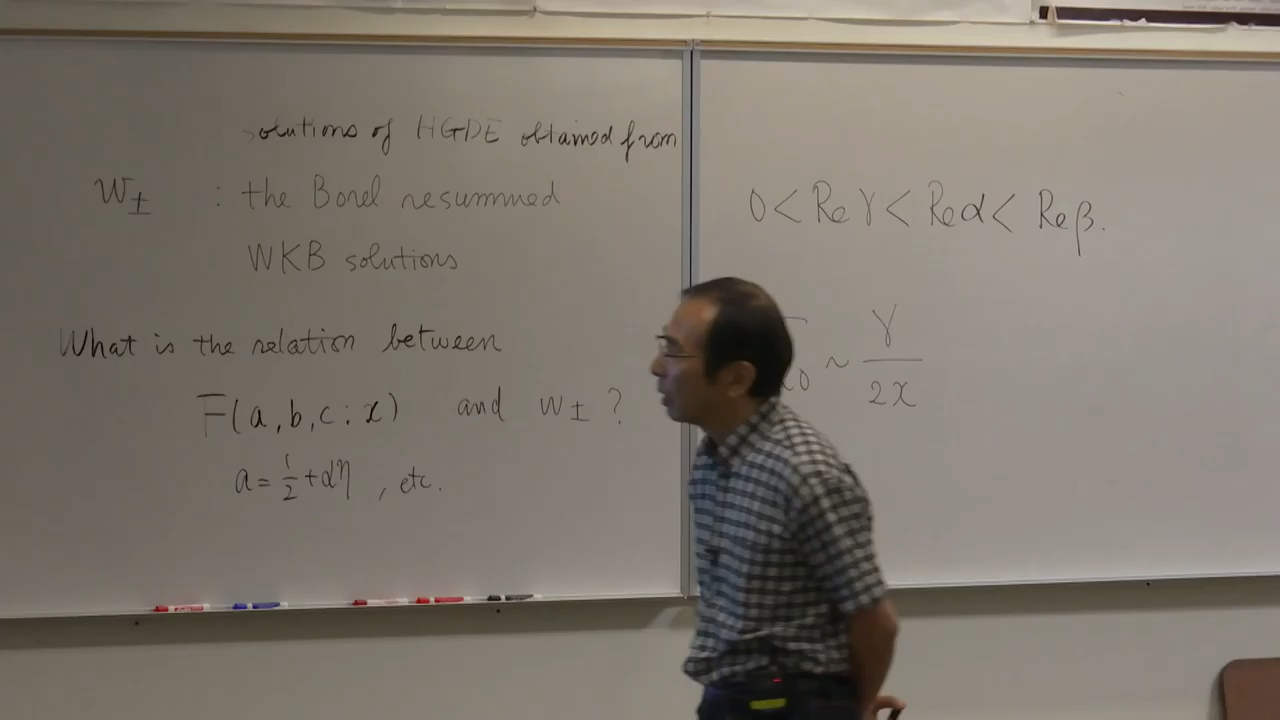 solutions of HGDE obtained from
w± : the Borel resummed
WKB solutions
What is the relation between
F(a, b, c ; x) and w± ?
a = 1/2 + αη , etc.
0 < Re γ < Re α < Re β.
~ γ/2x